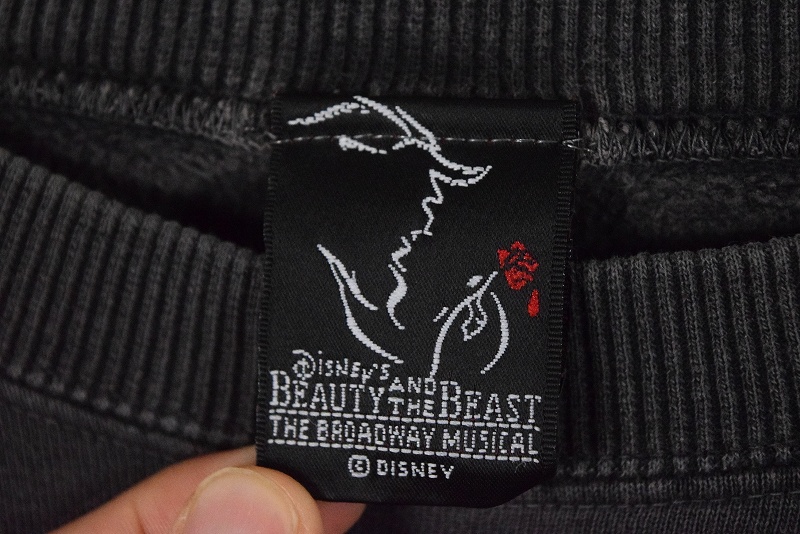 DISNEY'S
BEAUTY AND THE BEAST
THE BROADWAY MUSICAL
© DISNEY